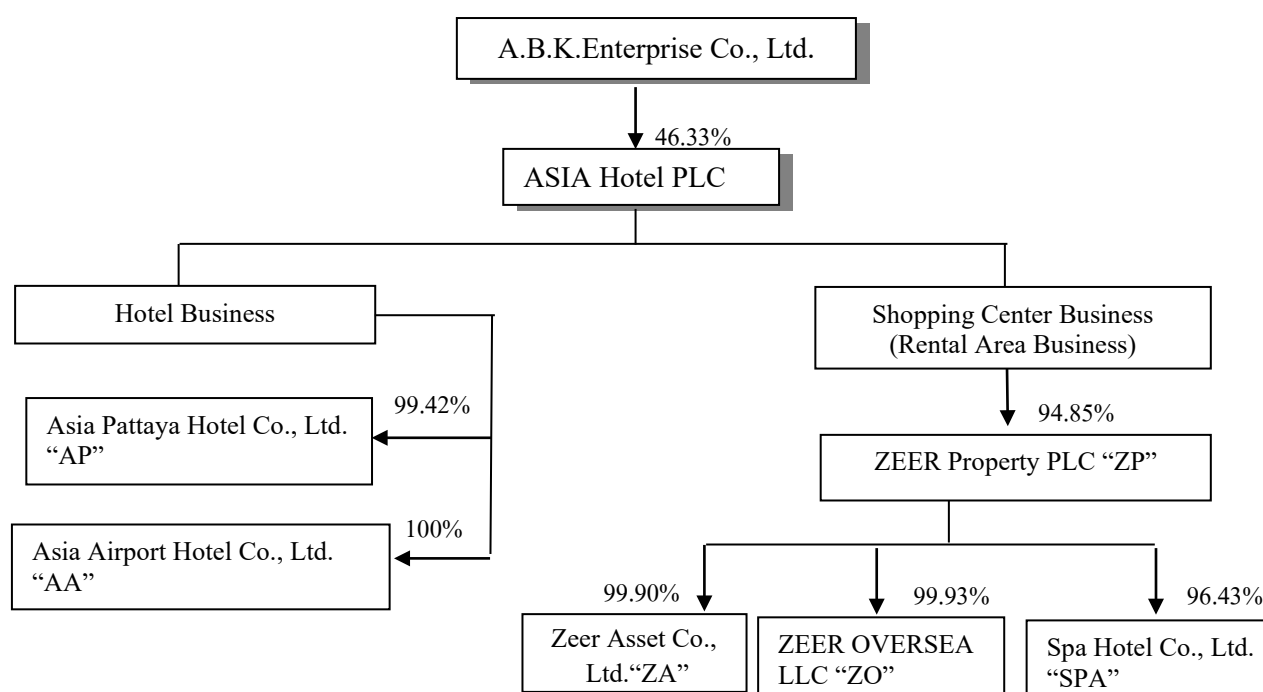 A.B.K.Enterprise Co., Ltd.
46.33%
ASIA Hotel PLC
Hotel Business
Shopping Center Business
(Rental Area Business)
99.42%
Asia Pattaya Hotel Co., Ltd.
“AP”
94.85%
ZEER Property PLC “ZP”
100%
Asia Airport Hotel Co., Ltd.
“AA”
99.90%
99.93%
96.43%
Zeer Asset Co.,
Ltd.“ZA”
ZEER OVERSEA
LLC “ZO”
Spa Hotel Co., Ltd.
“SPA”